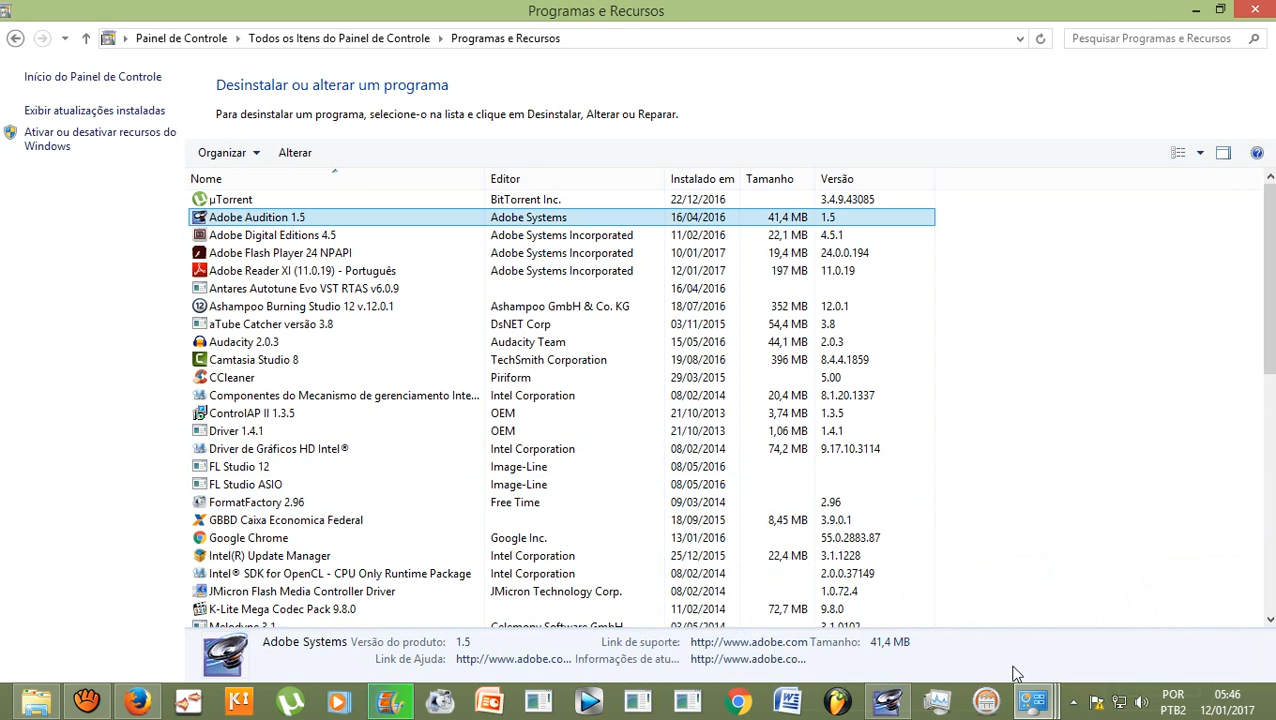 Programas e Recursos
Painel de Controle Todos os Itens do Painel de Controle Programas e Recursos Pesquisar Programas e Recursos
Início do Painel de Controle
Exibir atualizações instaladas
Ativar ou desativar recursos do
Windows
Desinstalar ou alterar um programa
Para desinstalar um programa, selecione-o na lista e clique em Desinstalar, Alterar ou Reparar.
Organizar Alterar
Nome Editor Instalado em Tamanho Versão
µTorrent BitTorrent Inc. 22/12/2016 3.4.9.43085
Adobe Audition 1.5 Adobe Systems 16/04/2016 41,4 MB 1.5
Adobe Digital Editions 4.5 Adobe Systems Incorporated 11/02/2016 22,1 MB 4.5.1
Adobe Flash Player 24 NPAPI Adobe Systems Incorporated 10/01/2017 19,4 MB 24.0.0.194
Adobe Reader XI (11.0.19) - Português Adobe Systems Incorporated 12/01/2017 197 MB 11.0.19
Antares Autotune Evo VST RTAS v6.0.9 16/04/2016
Ashampoo Burning Studio 12 v.12.0.1 Ashampoo GmbH & Co. KG 18/07/2016 352 MB 12.0.1
aTube Catcher versão 3.8 DsNET Corp 03/11/2015 54,4 MB 3.8
Audacity 2.0.3 Audacity Team 15/05/2016 44,1 MB 2.0.3
Camtasia Studio 8 TechSmith Corporation 19/08/2016 396 MB 8.4.4.1859
CCleaner Piriform 29/03/2015 5.00
Componentes do Mecanismo de gerenciamento Inte... Intel Corporation 08/02/2014 20,4 MB 8.1.20.1337
ControlAP II 1.3.5 OEM 21/10/2013 3,74 MB 1.3.5
Driver 1.4.1 OEM 21/10/2013 1,06 MB 1.4.1
Driver de Gráficos HD Intel® Intel Corporation 08/02/2014 74,2 MB 9.17.10.3114
FL Studio 12 Image-Line 08/05/2016
FL Studio ASIO Image-Line 08/05/2016
FormatFactory 2.96 Free Time 09/03/2014 2.96
GBBD Caixa Economica Federal 18/09/2015 8,45 MB 3.9.0.1
Google Chrome Google Inc. 13/01/2016 55.0.2883.87
Intel(R) Update Manager Intel Corporation 25/12/2015 22,4 MB 3.1.1228
Intel® SDK for OpenCL - CPU Only Runtime Package Intel Corporation 08/02/2014 2.0.0.37149
JMicron Flash Media Controller Driver JMicron Technology Corp. 08/02/2014 1.0.72.4
K-Lite Mega Codec Pack 9.8.0 11/02/2014 72,7 MB 9.8.0
Melodyne 3.1 Celemony Software GmbH 03/05/2016 3.1.0102
Adobe Systems Versão do produto: 1.5 Link de suporte: http://www.adobe.com Tamanho: 41,4 MB
Link de Ajuda: http://www.adobe.co... Informações de atu... http://www.adobe.co...
POR 05:46
PTB2 12/01/2017